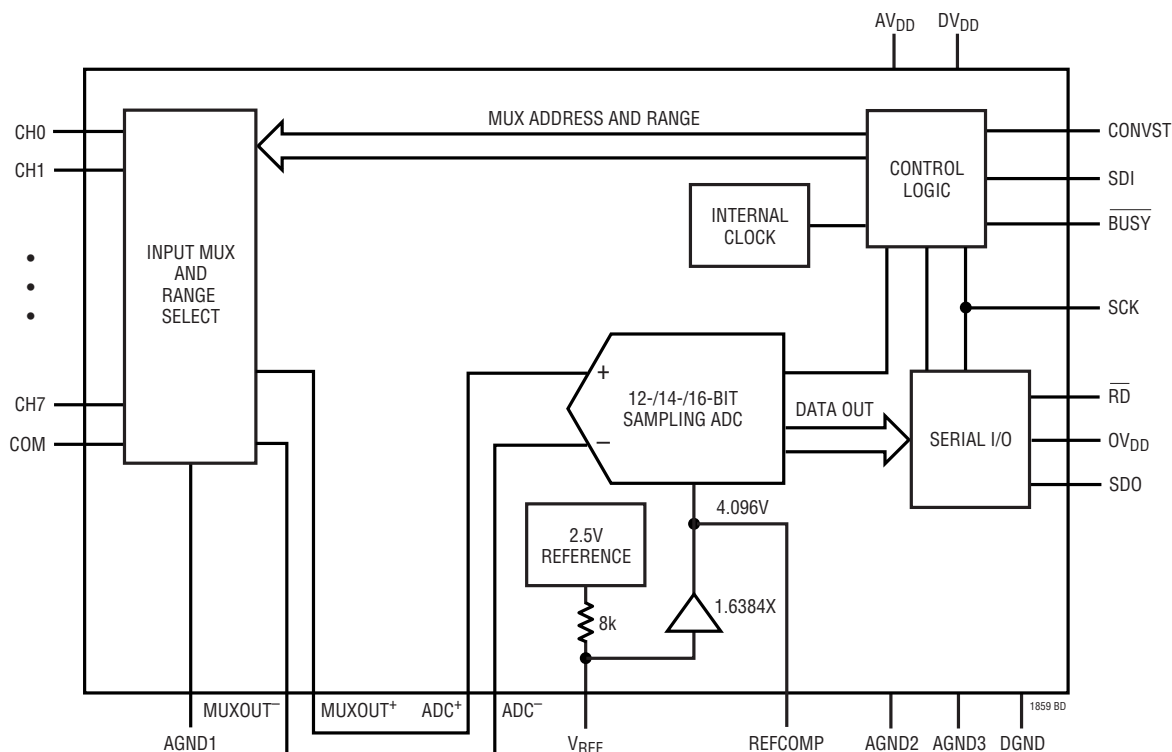 AVDD
DVDD
MUX ADDRESS AND RANGE
CH0
CH1
CH7
COM
INPUT MUX
AND
RANGE
SELECT
CONTROL
LOGIC
CONVST
SDI
BUSY
SCK
INTERNAL
CLOCK
+
–
12-/14-/16-BIT
SAMPLING ADC
DATA OUT
SERIAL I/O
RD
OVDD
SDO
4.096V
2.5V
REFERENCE
1.6384X
8k
MUXOUT–
MUXOUT+
ADC+
ADC–
1859 BD
AGND1
VREF
REFCOMP
AGND2
AGND3
DGND